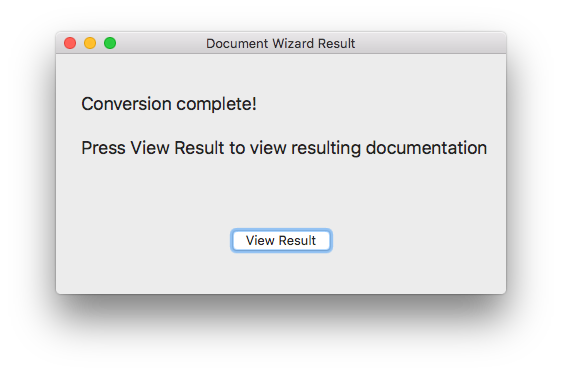 Document Wizard Result
Conversion complete!
Press View Result to view resulting documentation
View Result